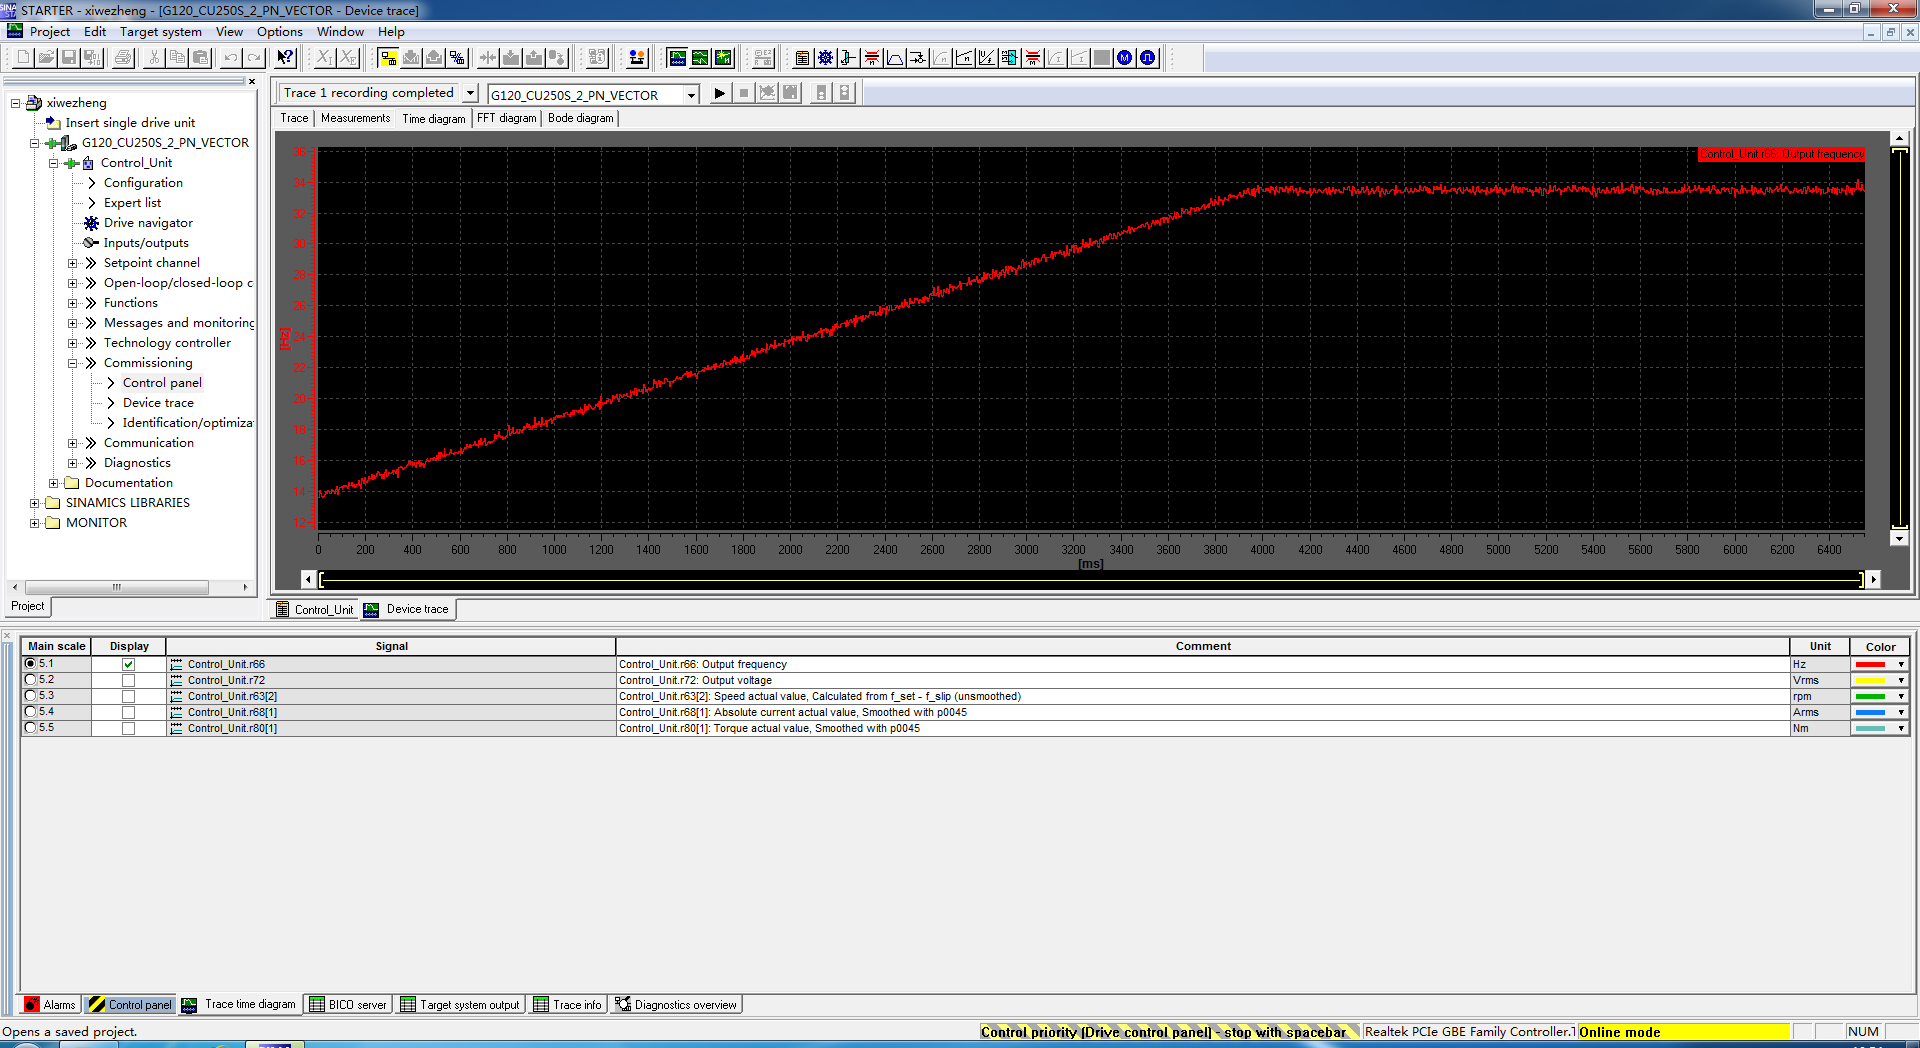 STARTER - xiwezheng - [G120_CU250S_2_PN_VECTOR - Device trace]
Project Edit Target system View Options Window Help
Trace 1 recording completed G120_CU250S_2_PN_VECTOR
Trace Measurements Time diagram FFT diagram Bode diagram
xiwezheng
Insert single drive unit
G120_CU250S_2_PN_VECTOR
Control_Unit
Configuration
Expert list
Drive navigator
Inputs/outputs
Setpoint channel
Open-loop/closed-loop c
Functions
Messages and monitoring
Technology controller
Commissioning
Control panel
Device trace
Identification/optimiza
Communication
Diagnostics
Documentation
SINAMICS LIBRARIES
MONITOR
Project
Control_Unit.r66: Output frequency
36
34
32
30
28
26
24
22
20
18
16
14
12
[Hz]
0 200 400 600 800 1000 1200 1400 1600 1800 2000 2200 2400 2600 2800 3000 3200 3400 3600 3800 4000 4200 4400 4600 4800 5000 5200 5400 5600 5800 6000 6200 6400
[ms]
Control_Unit Device trace
Main scale Display Signal Comment Unit Color
5.1 Control_Unit.r66 Control_Unit.r66: Output frequency Hz
5.2 Control_Unit.r72 Control_Unit.r72: Output voltage Vrms
5.3 Control_Unit.r63[2] Control_Unit.r63[2]: Speed actual value, Calculated from f_set - f_slip (unsmoothed) rpm
5.4 Control_Unit.r68[1] Control_Unit.r68[1]: Absolute current actual value, Smoothed with p0045 Arms
5.5 Control_Unit.r80[1] Control_Unit.r80[1]: Torque actual value, Smoothed with p0045 Nm
Alarms Control panel Trace time diagram BICO server Target system output Trace info Diagnostics overview
Opens a saved project. Control priority [Drive control panel] - stop with spacebar Realtek PCIe GBE Family Controller.T Online mode NUM